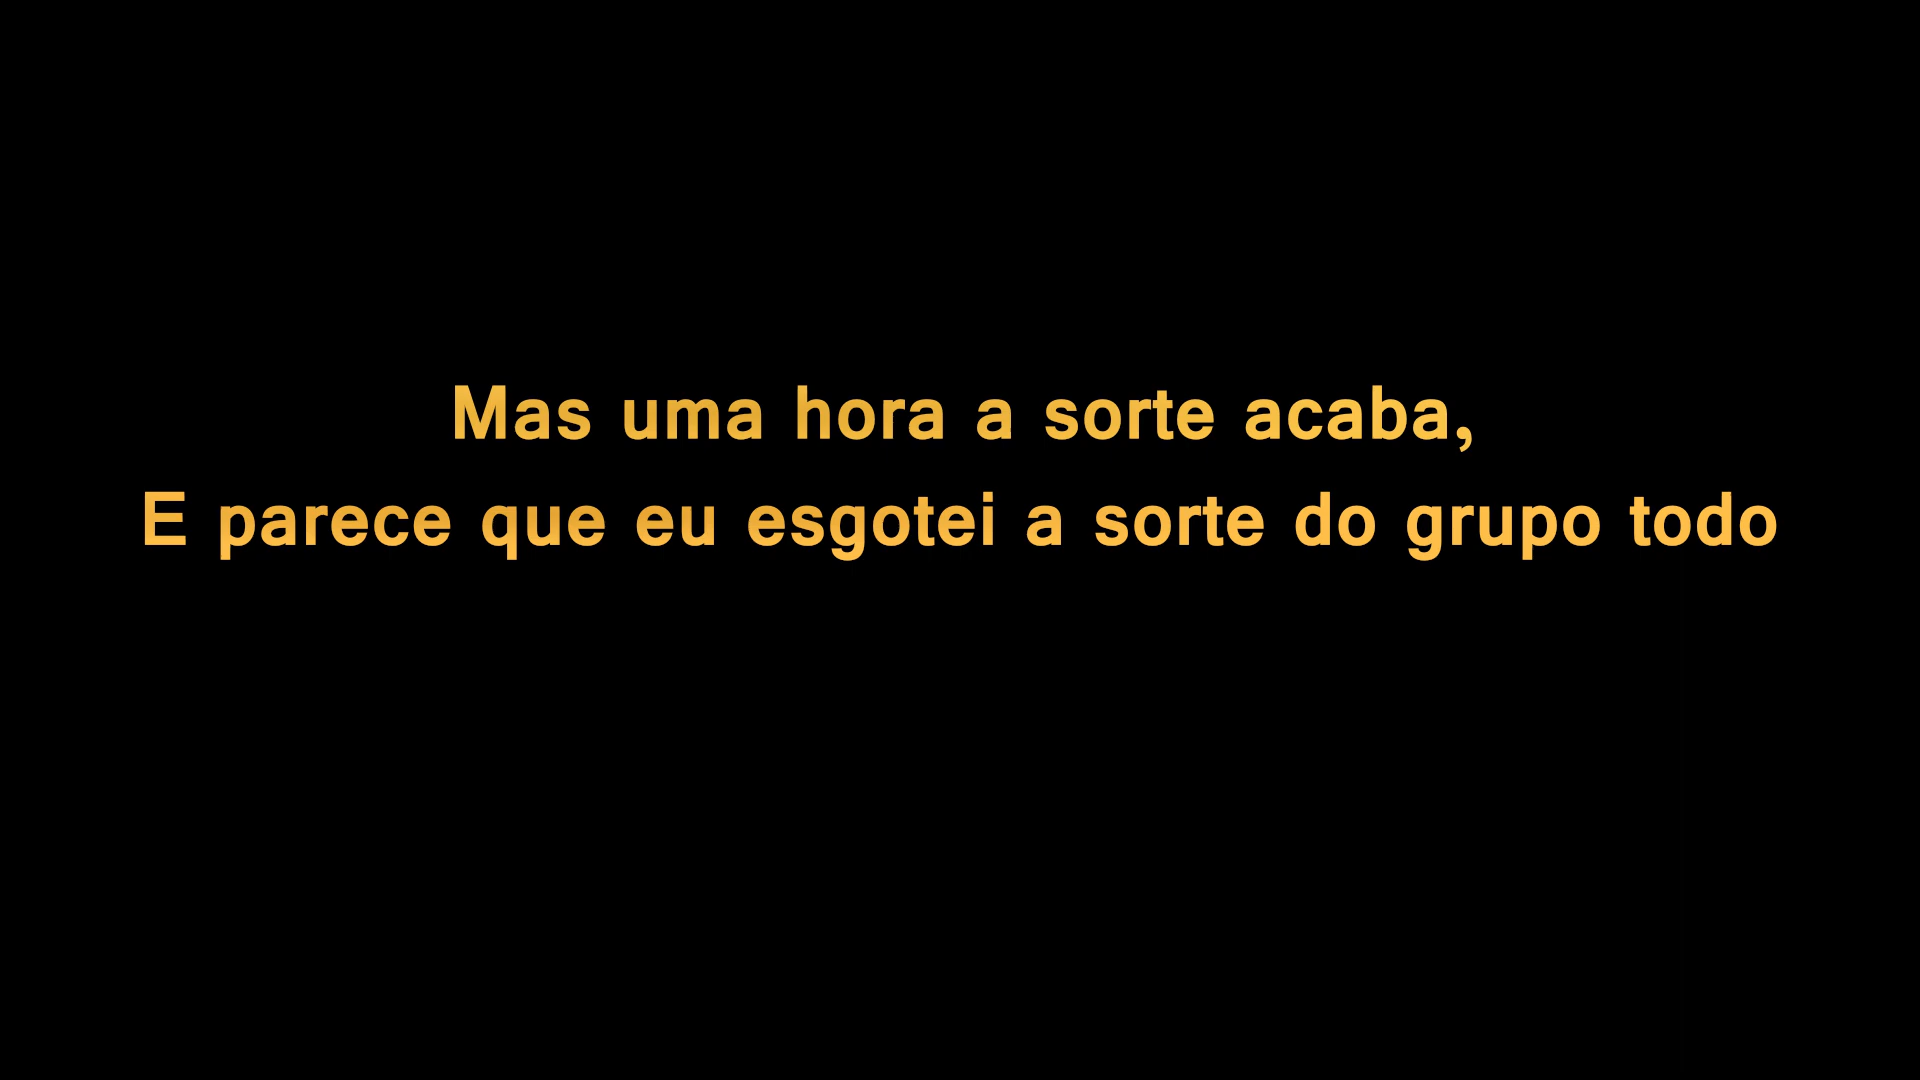 Mas uma hora a sorte acaba,
E parece que eu esgotei a sorte do grupo todo